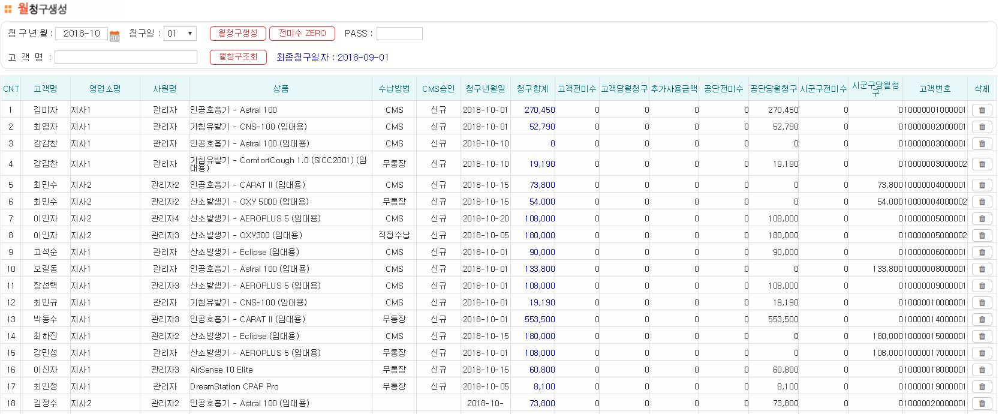 월청구생성
청 구 년 월 : 2018-10 청구일 : 01 월청구생성 전미수 ZERO PASS :
고 객 명 : 월청구조회 최종청구일자 : 2018-09-01
CNT 고객명 영업소명 사원명 상품 수납방법 CMS승인 청구년월일 청구합계 고객전미수 고객당월청구 추가사용금액 공단전미수 공단당월청구 시군구전미수 시군구당월청구 고객번호 삭제
1 김미자 지사1 관리자 인공호흡기 - Astral 100 CMS 신규 2018-10-01 270,450 0 0 0 0 270,450 0 0 10000001000001
2 최영자 지사1 관리자 기침유발기 - CNS-100 (임대용) CMS 신규 2018-10-01 52,790 0 0 0 0 52,790 0 0 10000002000001
3 강감찬 지사1 관리자 인공호흡기 - Astral 100 (임대용) CMS 신규 2018-10-10 0 0 0 0 0 0 0 0 10000003000001
4 강감찬 지사1 관리자 기침유발기 - ComfortCough 1.0 (SICC2001) (임대용) 무통장 신규 2018-10-10 19,190 0 0 0 0 19,190 0 0 10000003000002
5 최민수 지사2 관리자2 인공호흡기 - CARAT II (임대용) CMS 신규 2018-10-15 73,800 0 0 0 0 0 0 73,800 10000004000001
6 최민수 지사2 관리자2 산소발생기 - OXY 5000 (임대용) 무통장 신규 2018-10-15 54,000 0 0 0 0 0 0 54,000 10000004000002
7 이인자 지사2 관리자4 산소발생기 - AEROPLUS 5 (임대용) CMS 신규 2018-10-20 108,000 0 0 0 0 108,000 0 0 10000005000001
8 이인자 지사2 관리자3 산소발생기 - OXY300 (임대용) 직접수납 신규 2018-10-05 180,000 0 0 0 0 180,000 0 0 10000005000002
9 고석순 지사1 관리자 산소발생기 - Eclipse (임대용) CMS 신규 2018-10-01 90,000 0 0 0 0 90,000 0 0 10000006000001
10 오길동 지사1 관리자 인공호흡기 - Astral 100 (임대용) CMS 신규 2018-10-01 133,800 0 0 0 0 0 0 133,800 10000008000001
11 장성택 지사1 관리자3 산소발생기 - AEROPLUS 5 (임대용) CMS 신규 2018-10-01 108,000 0 0 0 0 108,000 0 0 10000009000001
12 최민규 지사1 관리자 기침유발기 - CNS-100 (임대용) CMS 신규 2018-10-01 19,190 0 0 0 0 19,190 0 0 10000010000001
13 박동수 지사1 관리자3 인공호흡기 - CARAT II (임대용) 무통장 신규 2018-10-01 553,500 0 0 0 0 553,500 0 0 10000014000001
14 최하진 지사1 관리자2 산소발생기 - Eclipse (임대용) CMS 신규 2018-10-15 180,000 0 0 0 0 0 0 180,000 10000015000001
15 강민성 지사1 관리자 산소발생기 - AEROPLUS 5 (임대용) 무통장 신규 2018-10-01 108,000 0 0 0 0 0 0 108,000 10000017000001
16 이신자 지사1 관리자3 AirSense 10 Elite 무통장 신규 2018-10-15 60,800 0 0 0 0 60,800 0 0 10000018000001
17 최인정 지사1 관리자 DreamStation CPAP Pro 무통장 신규 2018-10-05 8,100 0 0 0 0 8,100 0 0 10000019000001
18 김정수 지사2 관리자2 인공호흡기 - Astral 100 (임대용) 2018-10- 73,800 0 0 0 0 73,800 0 0 10000020000001